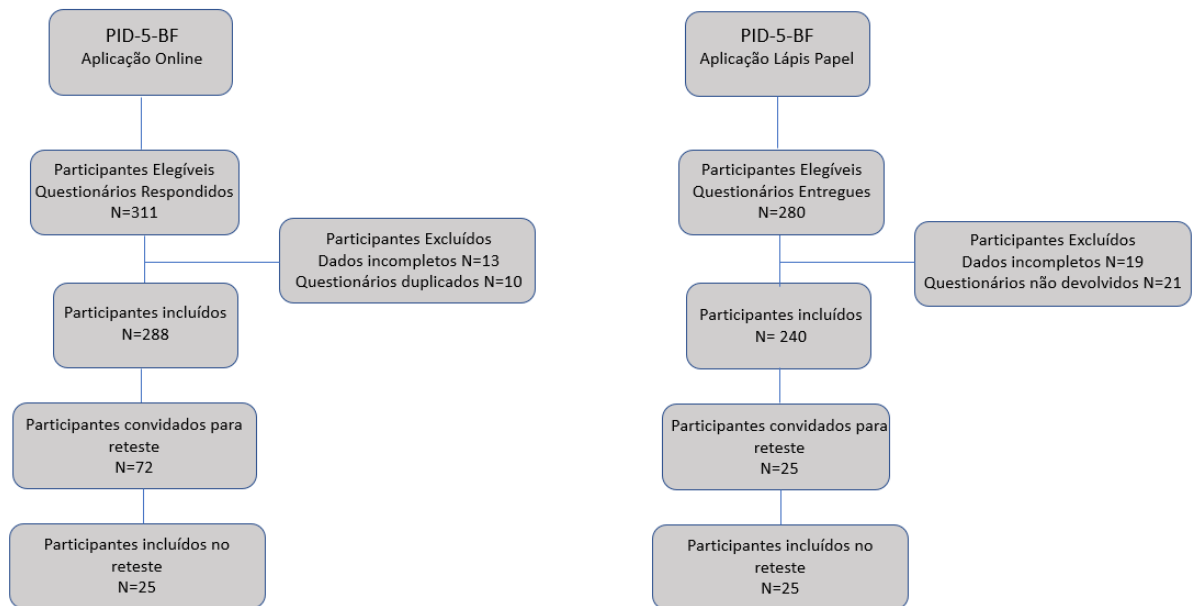 PID-5-BF
Aplicação Online
Participantes Elegíveis
Questionários Respondidos
N=311
Participantes Excluídos
Dados incompletos N=13
Questionários duplicados N=10
Participantes incluídos
N=288
Participantes convidados para
reteste
N=72
Participantes incluídos no
reteste
N=25
PID-5-BF
Aplicação Lápis Papel
Participantes Elegíveis
Questionários Entregues
N=280
Participantes Excluídos
Dados incompletos N=19
Questionários não devolvidos N=21
Participantes incluídos
N= 240
Participantes convidados para
reteste
N=25
Participantes incluídos no
reteste
N=25